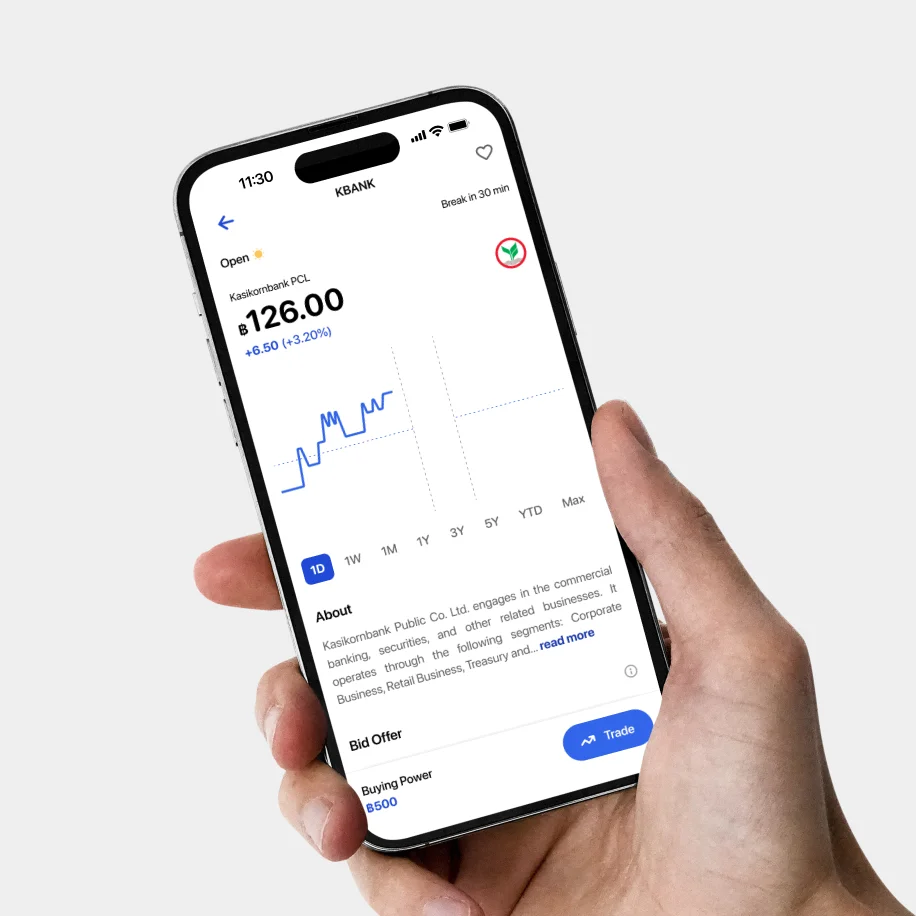 11:30
KBANK
Break in 30 min
Open
Kasikornbank PCL
฿126.00
+6.50 (+3.20%)
1D 1W 1M 1Y 3Y 5Y YTD Max
About
Kasikornbank Public Co. Ltd. engages in the commercial
banking, securities, and other related businesses. It
operates through the following segments: Corporate
Business, Retail Business, Treasury and... read more
Bid Offer
Buying Power
฿500
Trade